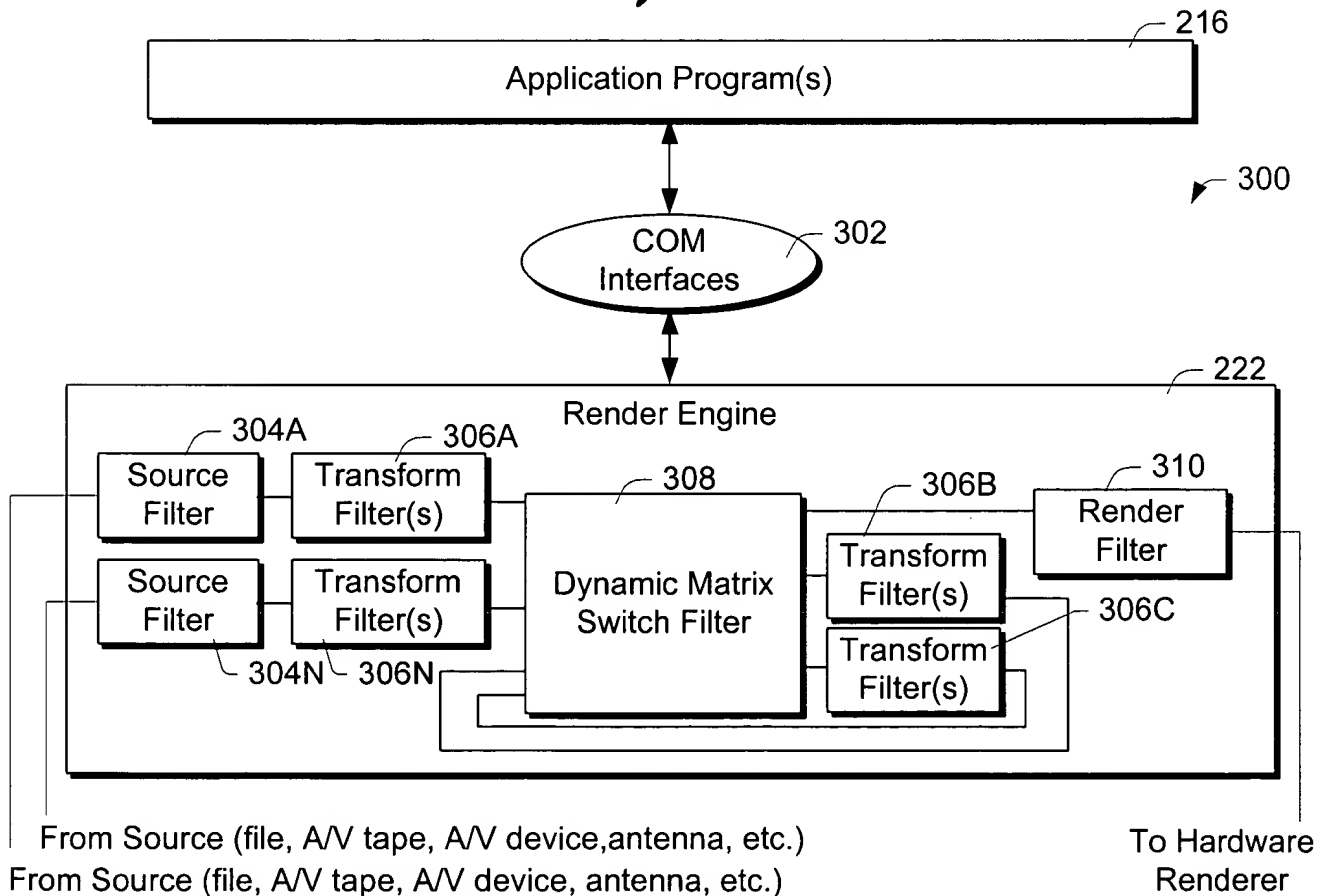 216
Application Program(s)
300
COM
Interfaces
302
222
Render Engine
304A
306A
Source
Filter
Transform
Filter(s)
308
306B
310
Render
Filter
Source
Filter
Transform
Filter(s)
Dynamic Matrix
Switch Filter
Transform
Filter(s)
306C
304N
306N
Transform
Filter(s)
From Source (file, A/V tape, A/V device,antenna, etc.)
From Source (file, A/V tape, A/V device, antenna, etc.)
To Hardware
Renderer